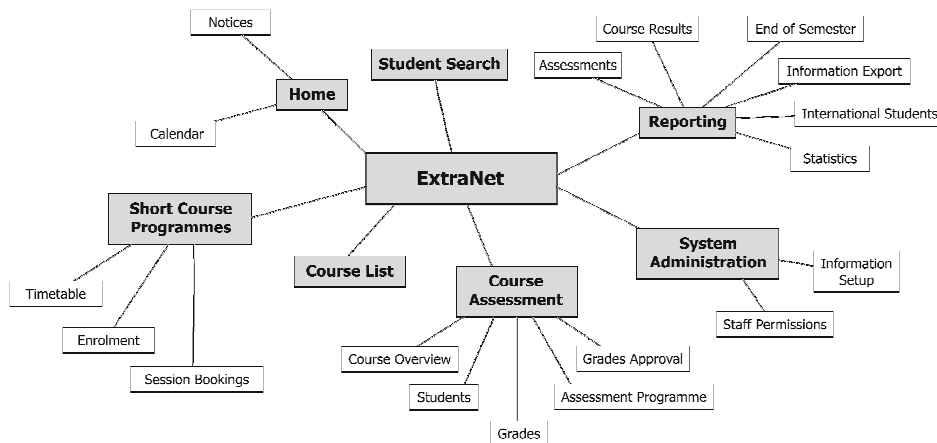 Notices
Course Results
End of Semester
Student Search
Assessments
Information Export
Home
International Students
Reporting
Calendar
Statistics
ExtraNet
Short Course
Programmes
System
Administration
Course List
Information
Setup
Course
Assessment
Timetable
Staff Permissions
Enrolment
Course Overview
Grades Approval
Session Bookings
Students
Assessment Programme
Grades